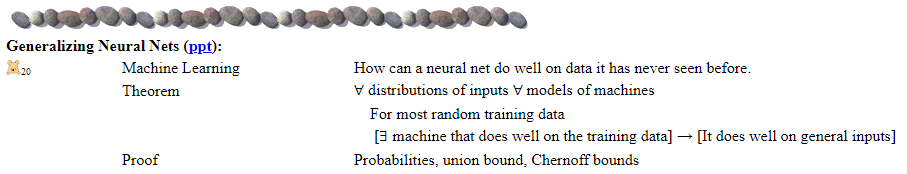 Generalizing Neural Nets (ppt):
20 Machine Learning How can a neural net do well on data it has never seen before.
Theorem ∀ distributions of inputs ∀ models of machines
For most random training data
[∃ machine that does well on the training data] → [It does well on general inputs]
Proof Probabilities, union bound, Chernoff bounds